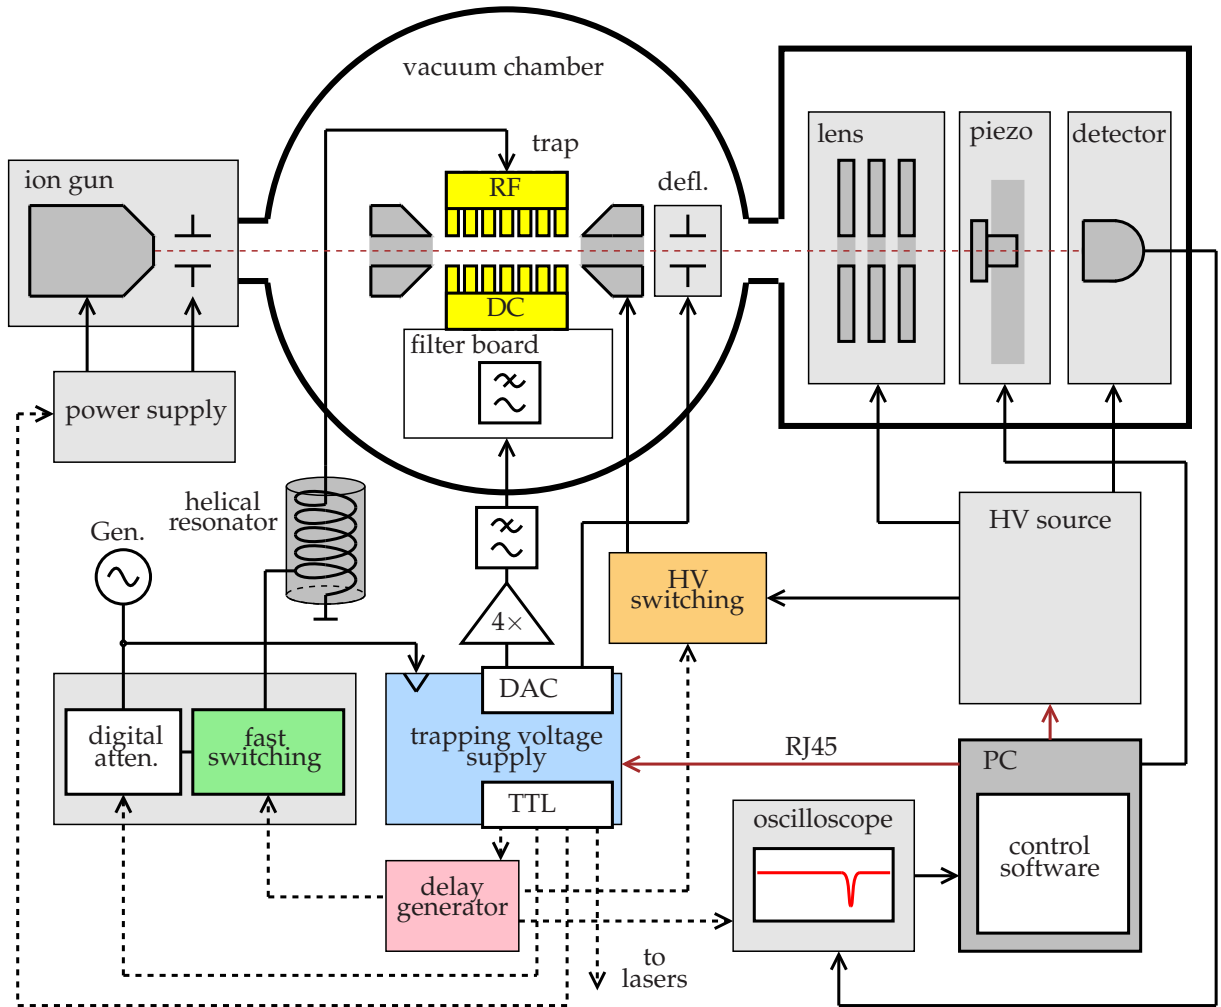 vacuum chamber
ion gun
trap
RF
DC
defl.
lens
piezo
detector
filter board
power supply
helical
resonator
Gen.
4×
HV
switching
HV source
DAC
digital
atten.
fast
switching
trapping voltage
supply
TTL
RJ45
PC
control
software
oscilloscope
delay
generator
to
lasers